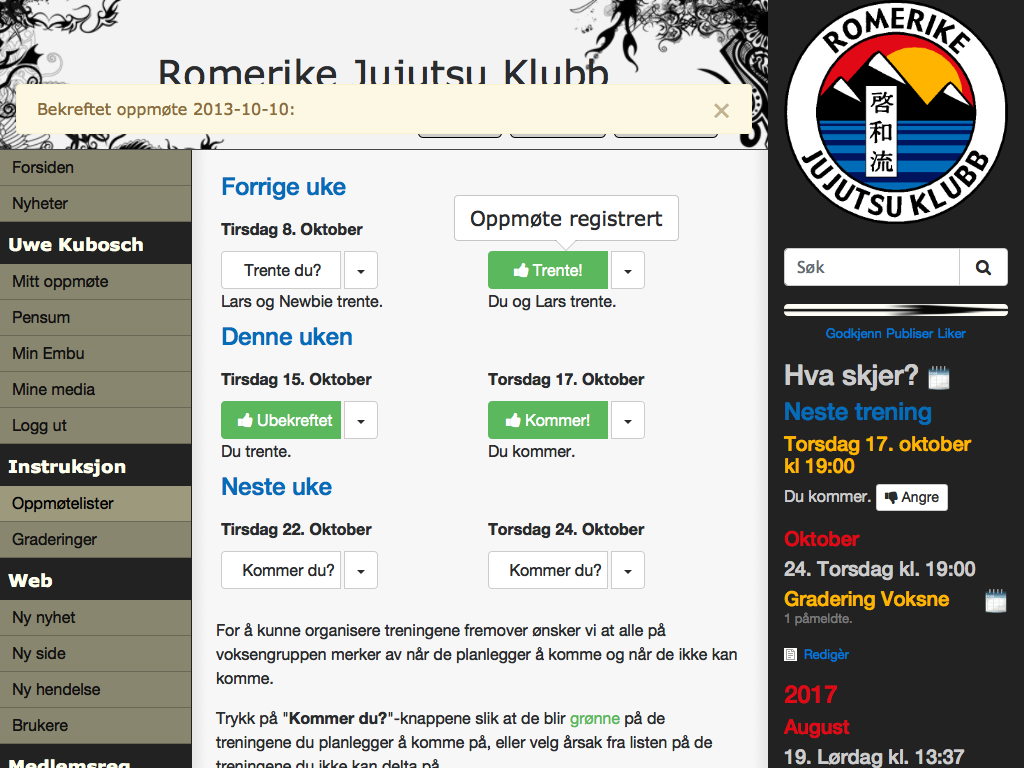 Romerike Jujutsu Klubb
Bekreftet oppmøte 2013-10-10:
×
Forsiden
Nyheter
Uwe Kubosch
Mitt oppmøte
Pensum
Min Embu
Mine media
Logg ut
Instruksjon
Oppmøtelister
Graderinger
Web
Ny nyhet
Ny side
Ny hendelse
Brukere
Medlemsreg
Forrige uke
Oppmøte registrert
Tirsdag 8. Oktober
Trente du?
Trente!
Lars og Newbie trente.
Du og Lars trente.
Denne uken
Tirsdag 15. Oktober
Torsdag 17. Oktober
Ubekreftet
Kommer!
Du trente.
Du kommer.
Neste uke
Tirsdag 22. Oktober
Torsdag 24. Oktober
Kommer du?
Kommer du?
For å kunne organisere treningene fremover ønsker vi at alle på
voksengruppen merker av når de planlegger å komme og når de ikke kan
komme.
Trykk på "Kommer du?"-knappene slik at de blir grønne på de
treningene du planlegger å komme på, eller velg årsak fra listen på de
treningene du ikke kan delta på.
ROMERIKE
啓和流
JUJUTSU KLUBB
Søk
Godkjenn Publiser Liker
Hva skjer?
Neste trening
Torsdag 17. oktober
kl 19:00
Du kommer. Angre
Oktober
24. Torsdag kl. 19:00
Gradering Voksne
1 påmeldte.
Redigèr
2017
August
19. Lørdag kl. 13:37